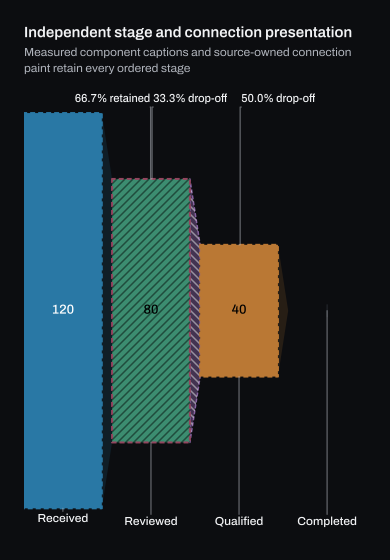 Independent stage and connection presentation
Measured component captions and source-owned connection
paint retain every ordered stage
66.7% retained 33.3% drop-off
50.0% drop-off
120
80
40
Received
Reviewed
Qualified
Completed